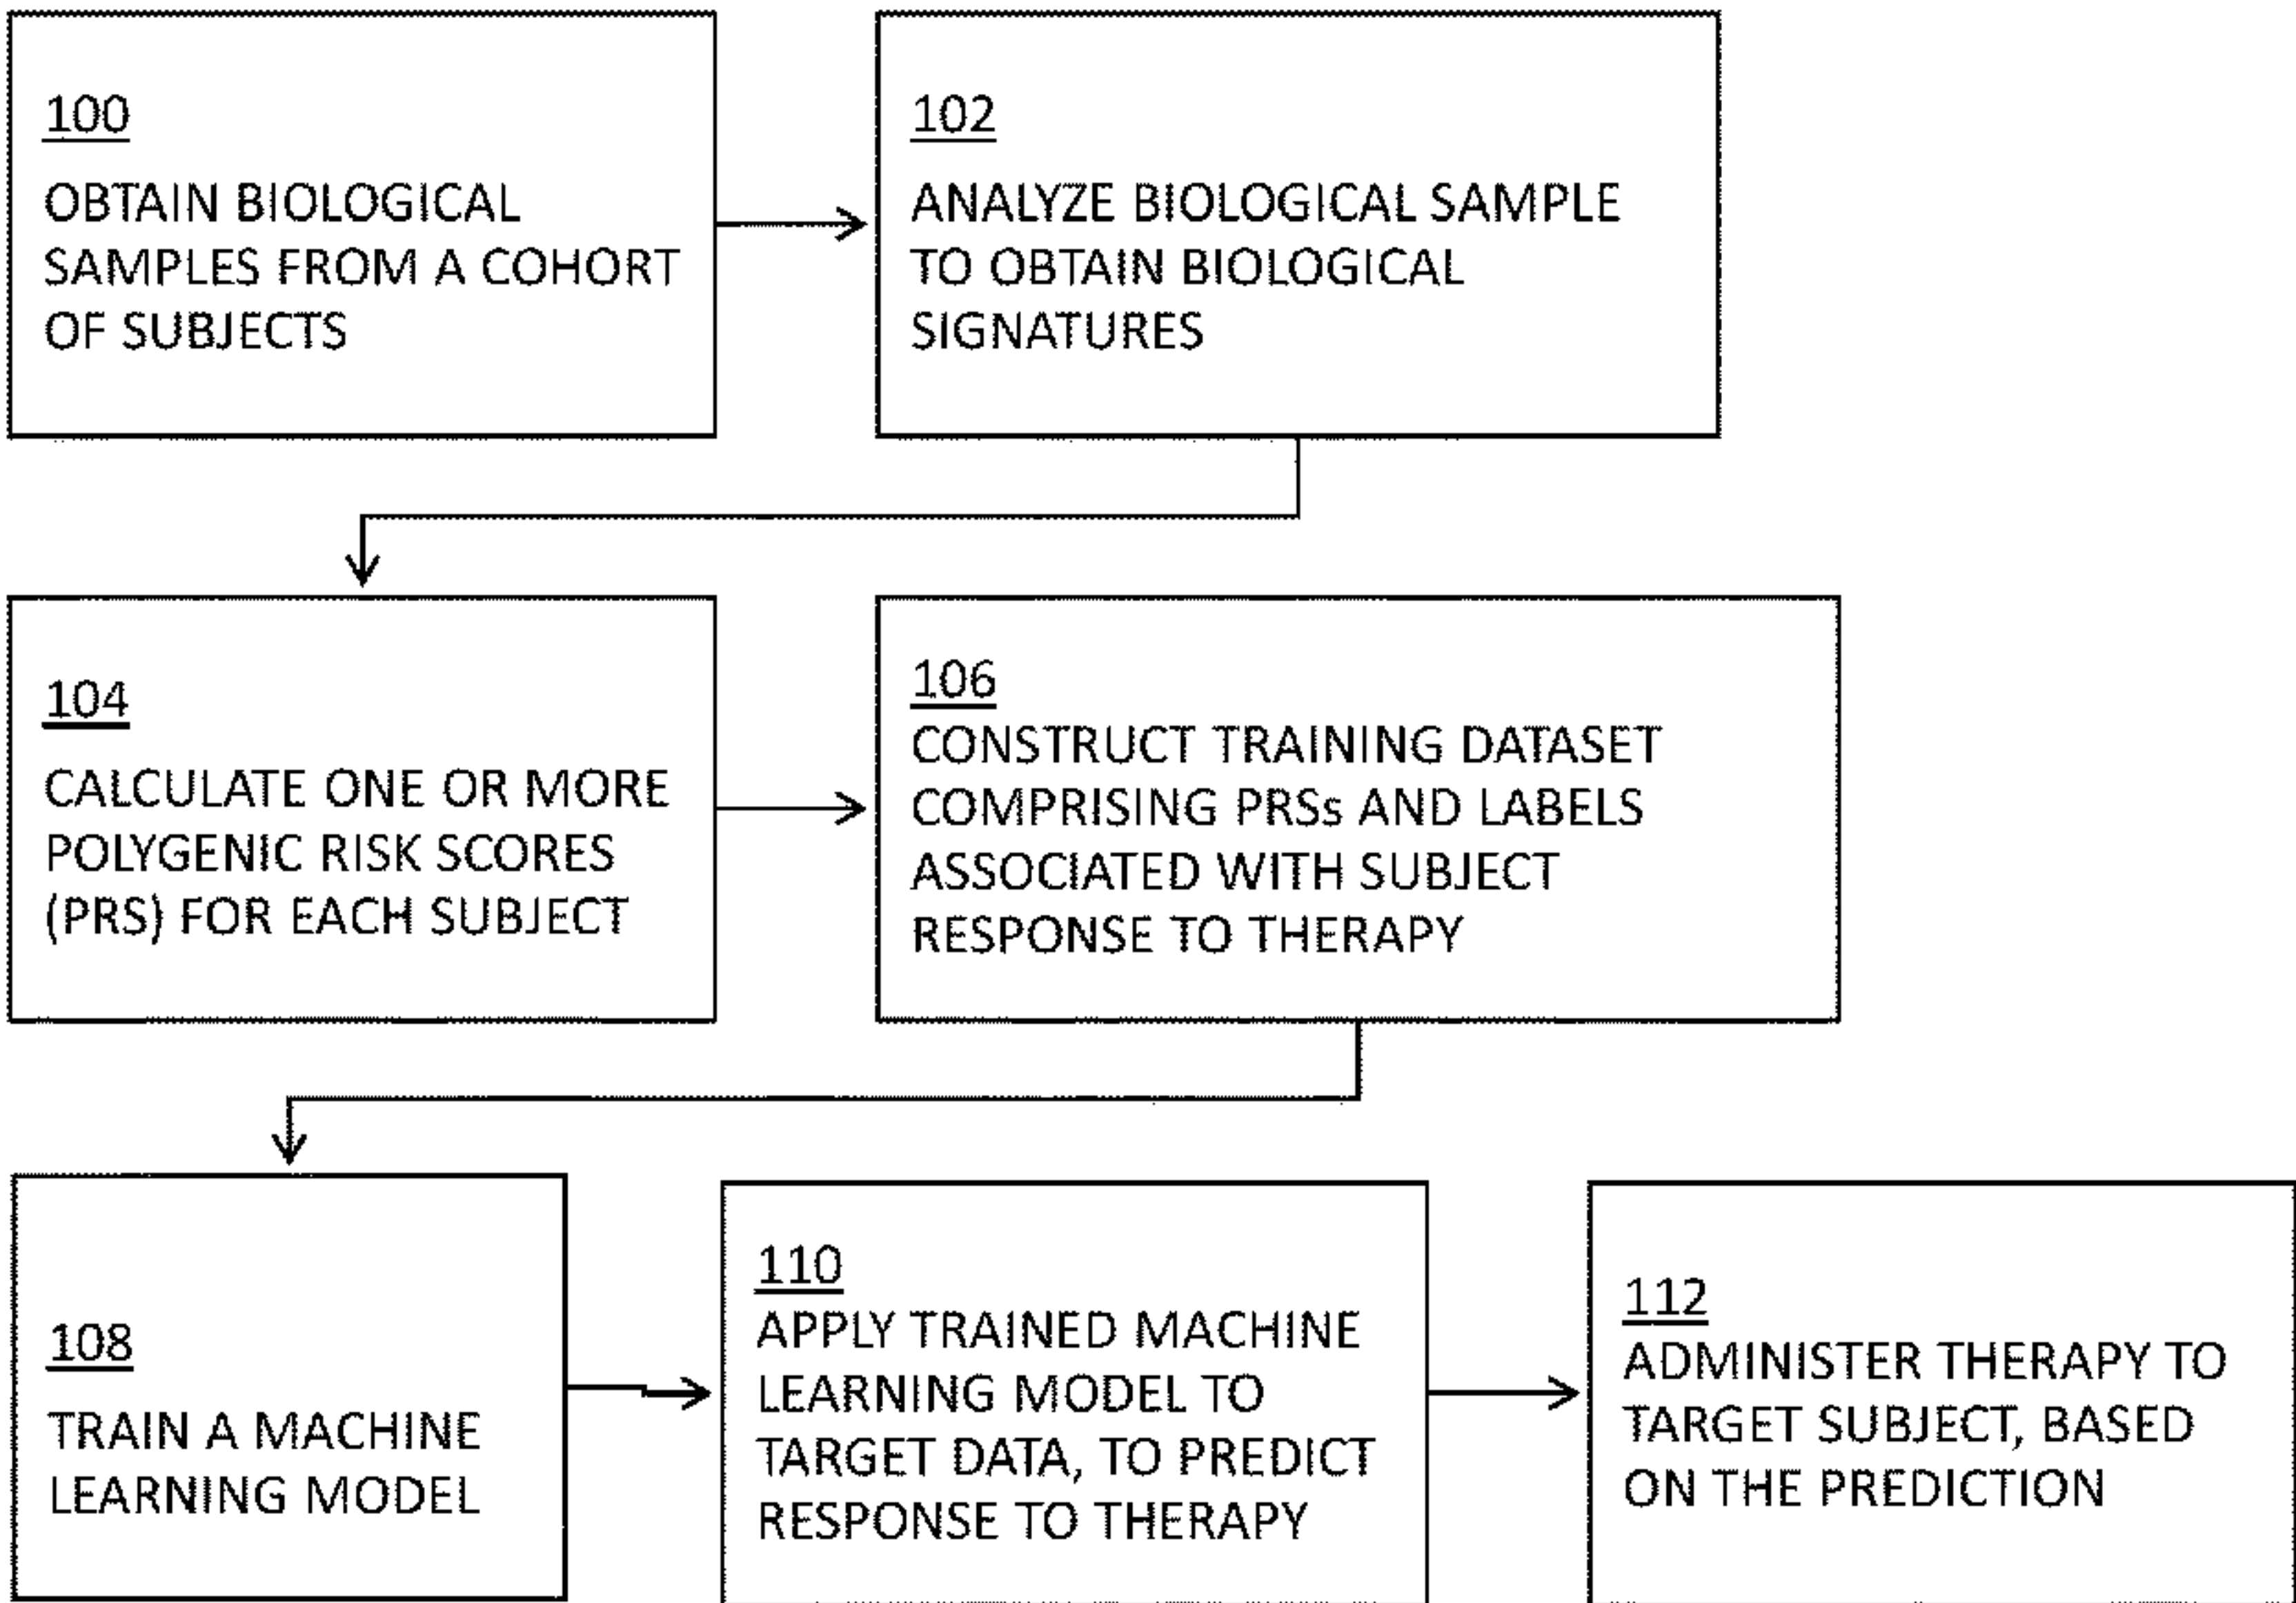 100
OBTAIN BIOLOGICAL
SAMPLES FROM A COHORT
OF SUBJECTS
102
ANALYZE BIOLOGICAL SAMPLE
TO OBTAIN BIOLOGICAL
SIGNATURES
104
CALCULATE ONE OR MORE
POLYGENIC RISK SCORES
(PRS) FOR EACH SUBJECT
106
CONSTRUCT TRAINING DATASET
COMPRISING PRSs AND LABELS
ASSOCIATED WITH SUBJECT
RESPONSE TO THERAPY
108
TRAIN A MACHINE
LEARNING MODEL
110
APPLY TRAINED MACHINE
LEARNING MODEL TO
TARGET DATA, TO PREDICT
RESPONSE TO THERAPY
112
ADMINISTER THERAPY TO
TARGET SUBJECT, BASED
ON THE PREDICTION